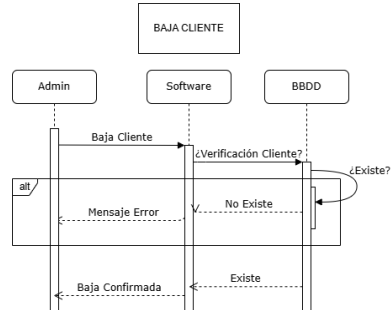 BAJA CLIENTE
Admin
Software
BBDD
Baja Cliente
¿Verificación Cliente?
¿Existe?
alt
No Existe
Mensaje Error
Existe
Baja Confirmada